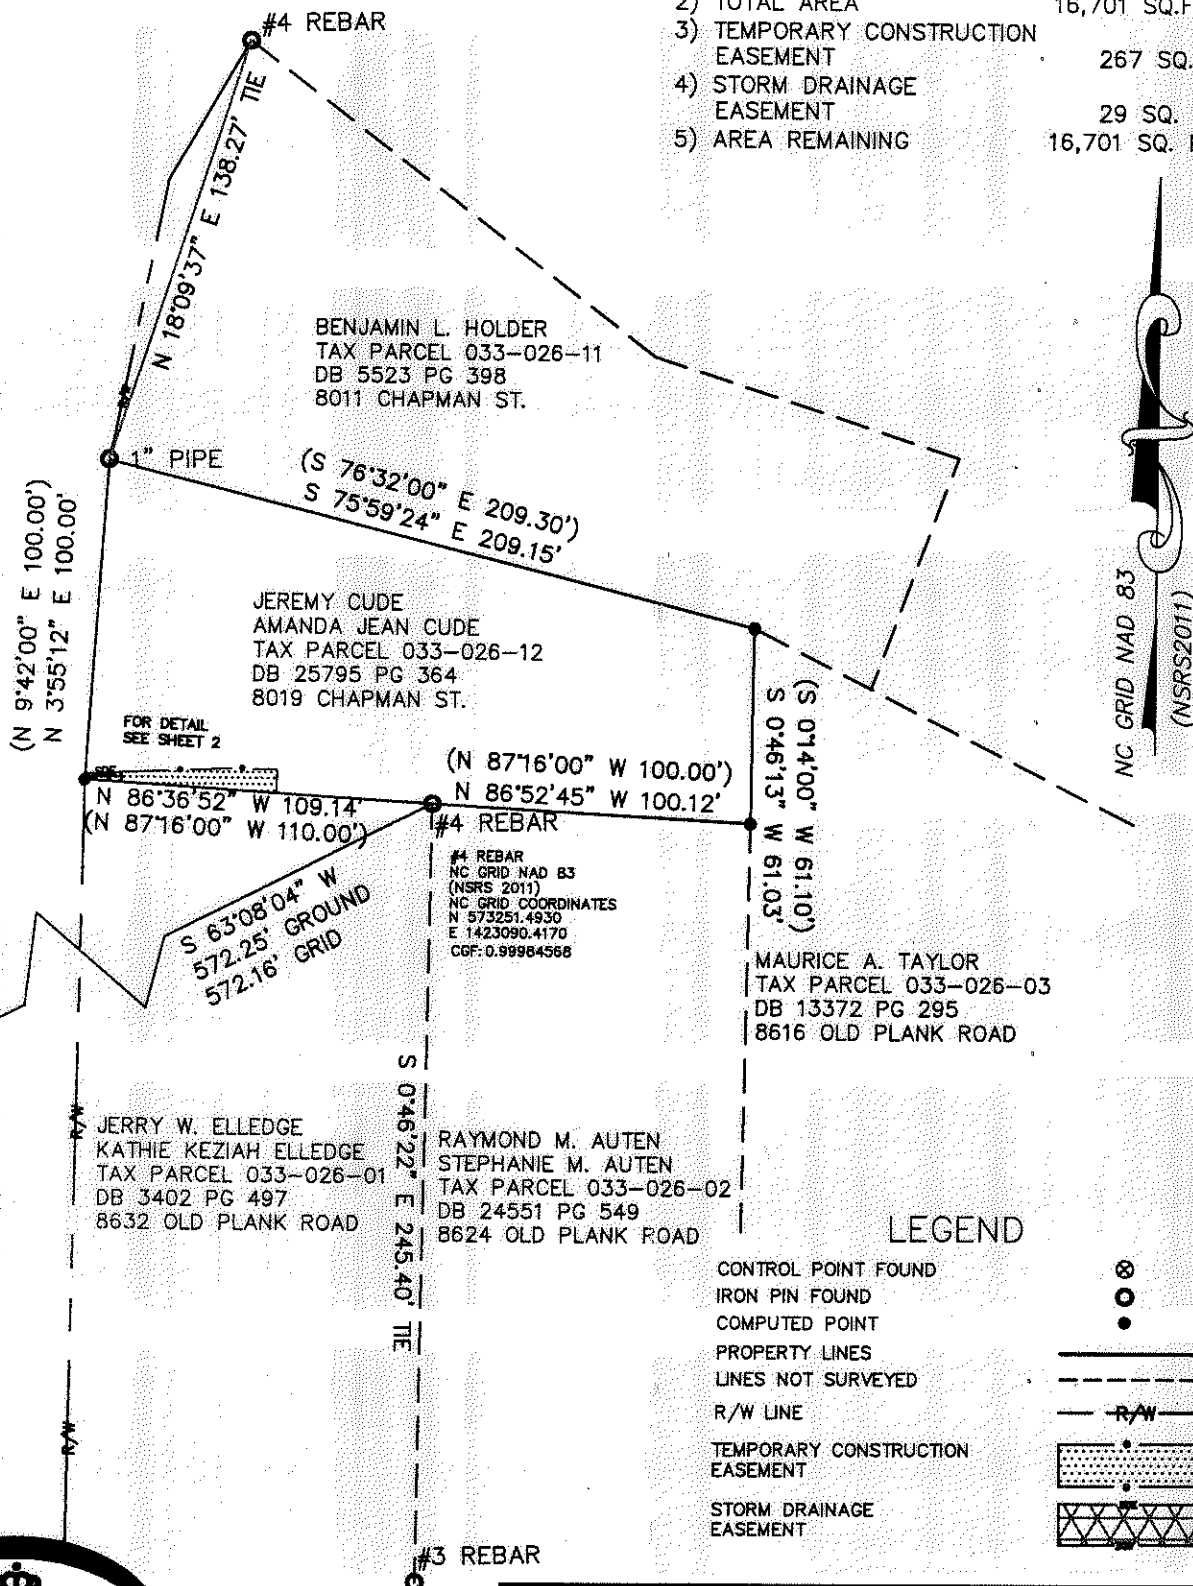 #4 REBAR
2) TOTAL AREA 16,701 SQ.F
3) TEMPORARY CONSTRUCTION
EASEMENT 267 SQ.
4) STORM DRAINAGE
EASEMENT 29 SQ.
5) AREA REMAINING 16,701 SQ.
N 18°09'37" E 138.27' TIE
BENJAMIN L. HOLDER
TAX PARCEL 033-026-11
DB 5523 PG 398
8011 CHAPMAN ST.
1" PIPE
(S 76°32'00" E 209.30')
S 75°59'24" E 209.15'
(N 9°42'00" E 100.00')
N 3°55'12" E 100.00'
JEREMY CUDE
AMANDA JEAN CUDE
TAX PARCEL 033-026-12
DB 25795 PG 364
8019 CHAPMAN ST.
NC GRID NAD 83
(NSRS2011)
FOR DETAIL
SEE SHEET 2
(S 0°14'00" W 61.10')
S 0°46'13" W 61.03'
(N 87°16'00" W 100.00')
N 86°52'45" W 100.12'
N 86°36'52" W 109.14'
(N 87°16'00" W 110.00')
#4 REBAR
#4 REBAR
NC GRID NAD 83
(NSRS 2011)
NC GRID COORDINATES
N 573251.4930
E 1423090.4170
CGF: 0.99984568
S 63°08'04" W
572.25' GROUND
572.16' GRID
MAURICE A. TAYLOR
TAX PARCEL 033-026-03
DB 13372 PG 295
8616 OLD PLANK ROAD
S 0°46'22" E 245.40' TIE
R/W
JERRY W. ELLEDGE
KATHIE KEZIAH ELLEDGE
TAX PARCEL 033-026-01
DB 3402 PG 497
8632 OLD PLANK ROAD
RAYMOND M. AUTEN
STEPHANIE M. AUTEN
TAX PARCEL 033-026-02
DB 24551 PG 549
8624 OLD PLANK ROAD
R/W
LEGEND
CONTROL POINT FOUND
IRON PIN FOUND
COMPUTED POINT
PROPERTY LINES
LINES NOT SURVEYED
R/W LINE R/W
TEMPORARY CONSTRUCTION
EASEMENT
STORM DRAINAGE
EASEMENT
#3 REBAR